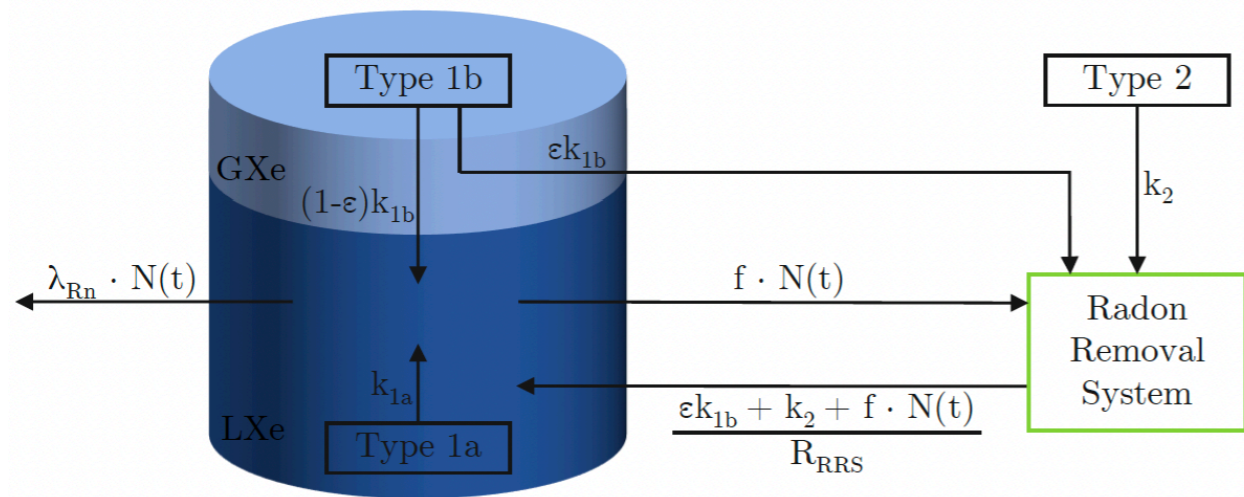 Type 1b
Type 2
GXe
εk₁b
k₂
(1-ε)k₁b
λRn · N(t)
f · N(t)
Radon
Removal
System
k₁a
εk₁b + k₂ + f · N(t)
RRRS
LXe
Type 1a